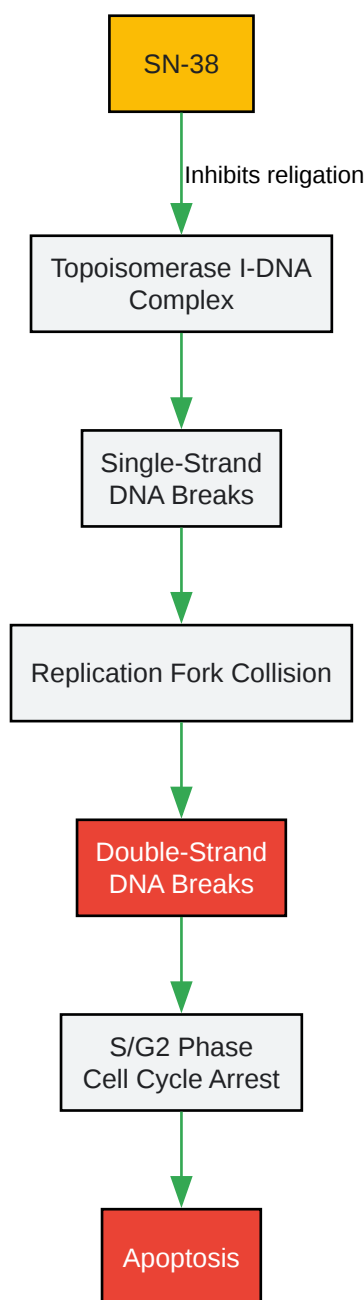 SN-38
Inhibits religation
Topoisomerase I-DNA
Complex
Single-Strand
DNA Breaks
Replication Fork Collision
Double-Strand
DNA Breaks
S/G2 Phase
Cell Cycle Arrest
Apoptosis